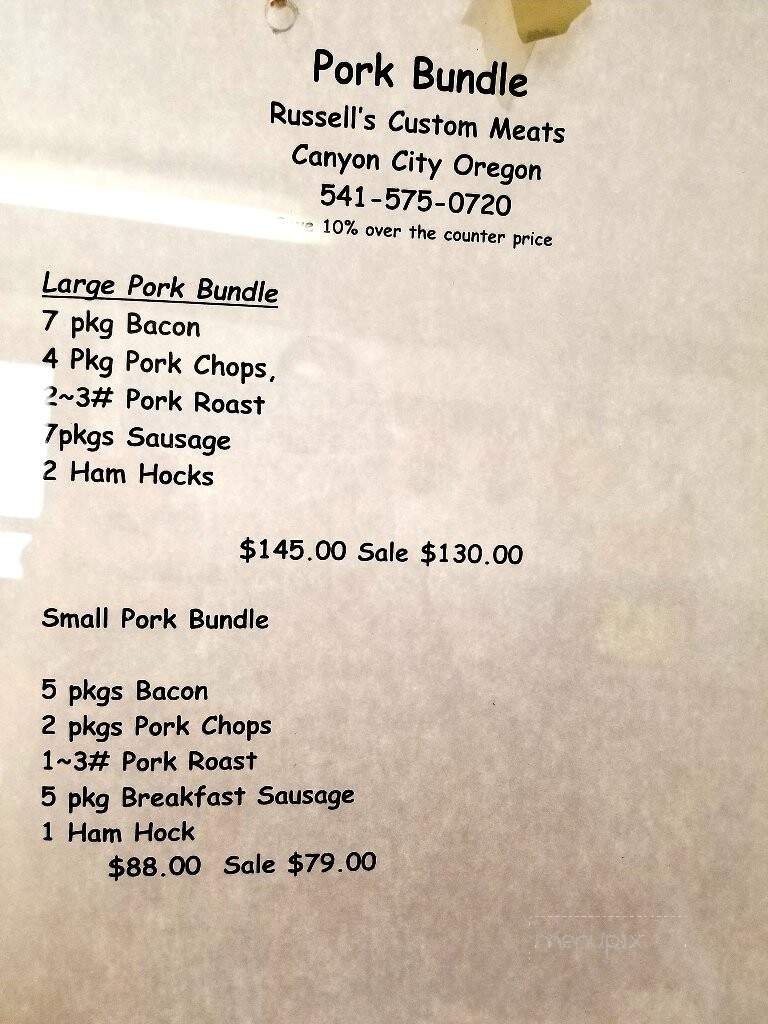 Pork Bundle
Russell's Custom Meats
Canyon City Oregon
541-575-0720
10% over the counter price
Large Pork Bundle
7 pkg Bacon
4 Pkg Pork Chops,
2~3# Pork Roast
7pkgs Sausage
2 Ham Hocks
$145.00 Sale $130.00
Small Pork Bundle
5 pkgs Bacon
2 pkgs Pork Chops
1~3# Pork Roast
5 pkg Breakfast Sausage
1 Ham Hock
$88.00 Sale $79.00
menupix